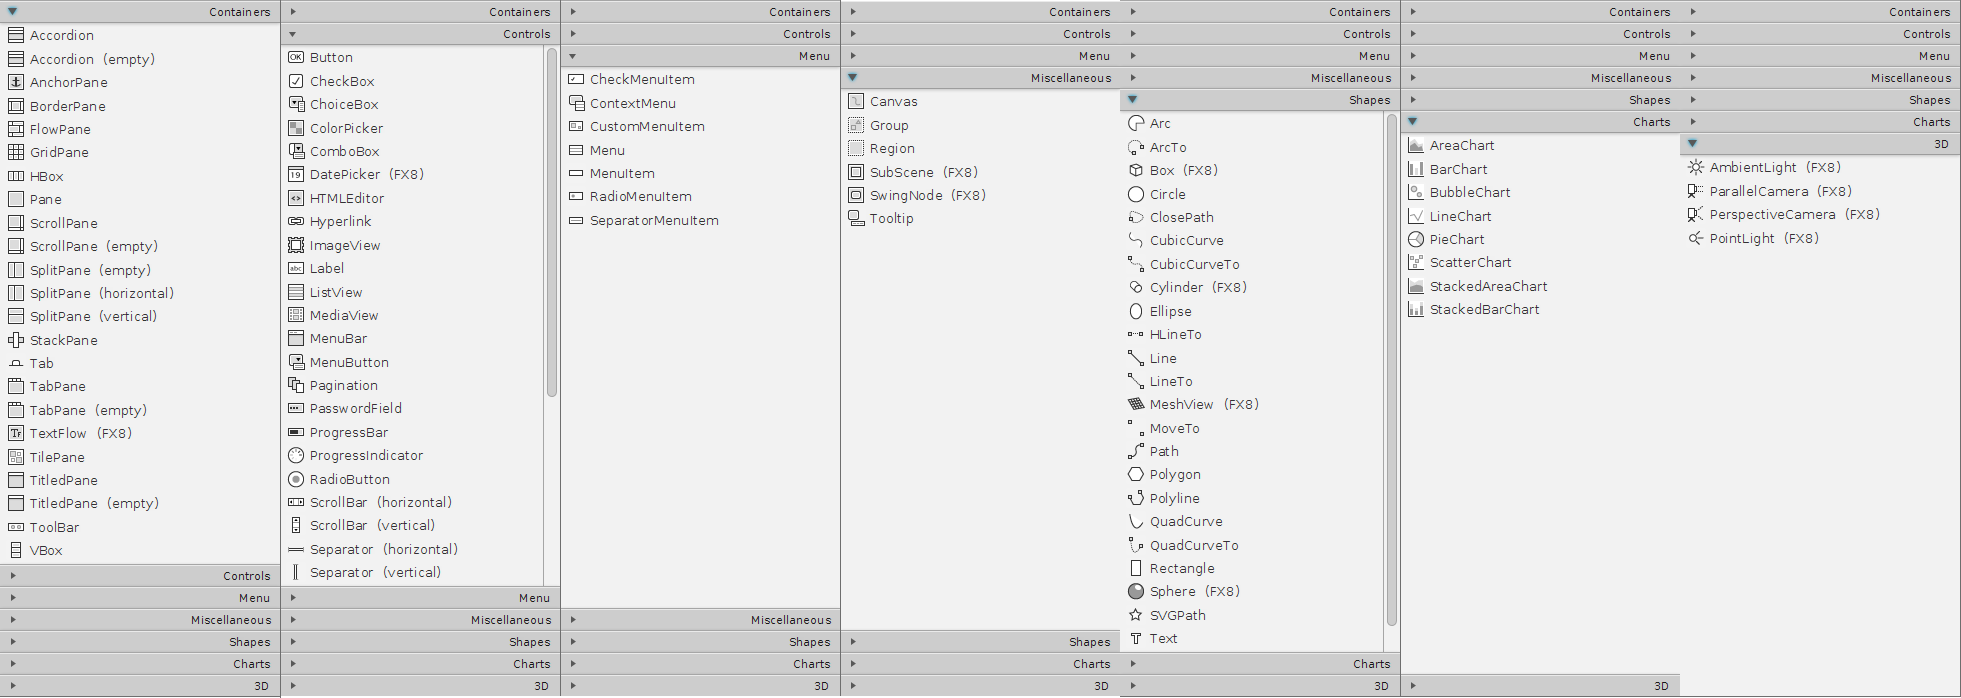 Containers
Accordion
Accordion (empty)
AnchorPane
BorderPane
FlowPane
GridPane
HBox
Pane
ScrollPane
ScrollPane (empty)
SplitPane (empty)
SplitPane (horizontal)
SplitPane (vertical)
StackPane
Tab
TabPane
TabPane (empty)
TextFlow (FX8)
TilePane
TitledPane
TitledPane (empty)
ToolBar
VBox
Controls
Menu
Miscellaneous
Shapes
Charts
3D
Containers
Controls
Button
CheckBox
ChoiceBox
ColorPicker
ComboBox
DatePicker (FX8)
HTMLEditor
Hyperlink
ImageView
Label
ListView
MediaView
MenuBar
MenuButton
Pagination
PasswordField
ProgressBar
ProgressIndicator
RadioButton
ScrollBar (horizontal)
ScrollBar (vertical)
Separator (horizontal)
Separator (vertical)
Menu
Miscellaneous
Shapes
Charts
3D
Containers
Controls
Menu
CheckMenuItem
ContextMenu
CustomMenuItem
Menu
MenuItem
RadioMenuItem
SeparatorMenuItem
Miscellaneous
Shapes
Charts
3D
Containers
Controls
Menu
Miscellaneous
Canvas
Group
Region
SubScene (FX8)
SwingNode (FX8)
Tooltip
Shapes
Charts
3D
Containers
Controls
Menu
Miscellaneous
Shapes
Arc
ArcTo
Box (FX8)
Circle
ClosePath
CubicCurve
CubicCurveTo
Cylinder (FX8)
Ellipse
HLineTo
Line
LineTo
MeshView (FX8)
MoveTo
Path
Polygon
Polyline
QuadCurve
QuadCurveTo
Rectangle
Sphere (FX8)
SVGPath
Text
Charts
3D
Containers
Controls
Menu
Miscellaneous
Shapes
Charts
AreaChart
BarChart
BubbleChart
LineChart
PieChart
ScatterChart
StackedAreaChart
StackedBarChart
3D
Containers
Controls
Menu
Miscellaneous
Shapes
Charts
3D
AmbientLight (FX8)
ParallelCamera (FX8)
PerspectiveCamera (FX8)
PointLight (FX8)